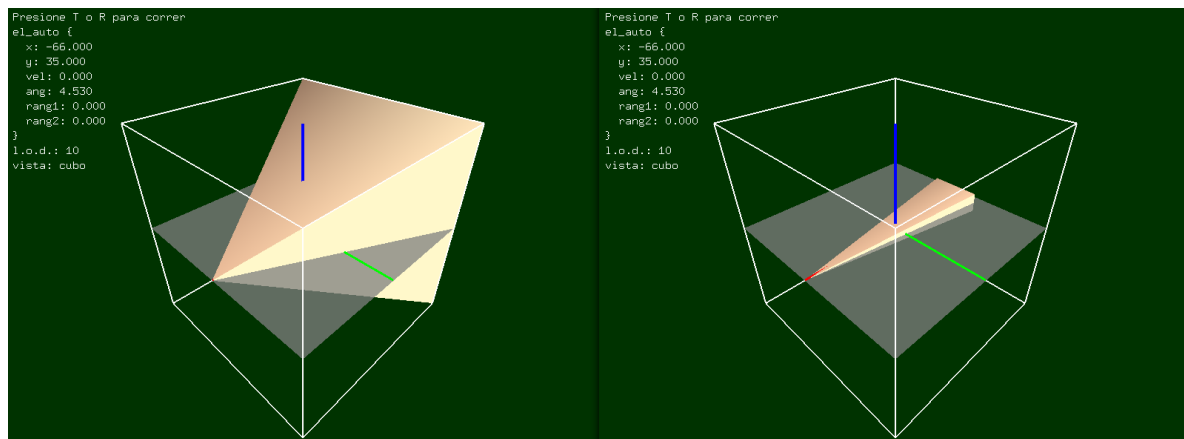 Presione T o R para correr
el_auto {
x: -66.000
y: 35.000
vel: 0.000
ang: 4.530
rang1: 0.000
rang2: 0.000
}
l.o.d.: 10
vista: cubo
Presione T o R para correr
el_auto {
x: -66.000
y: 35.000
vel: 0.000
ang: 4.530
rang1: 0.000
rang2: 0.000
}
l.o.d.: 10
vista: cubo